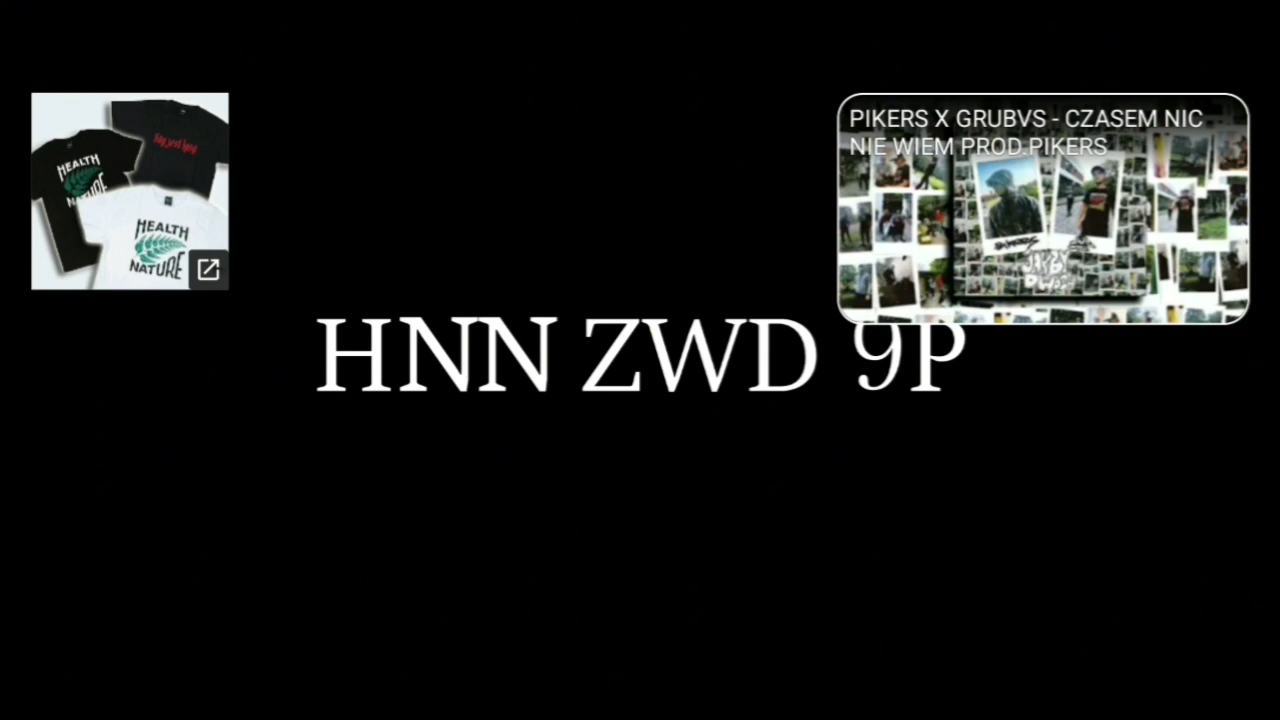 PIKERS X GRUBVS - CZASEM NIC
NIE WIEM PROD.PIKERS
HEALTH
NATURE
HEALTH
NATURE
HNN ZWD 9P